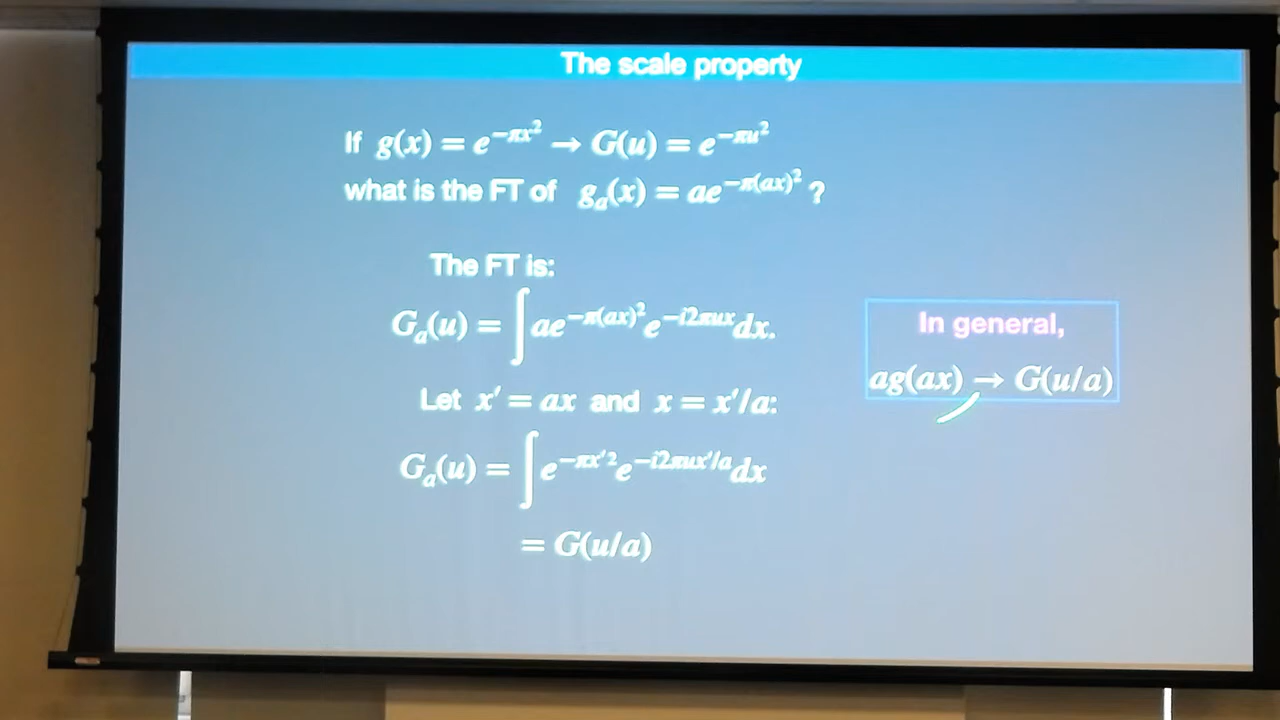 The scale property
If g(x) = e^{−πx²} → G(u) = e^{−πu²}
what is the FT of g_a(x) = ae^{−π(ax)²} ?
The FT is:
G_a(u) = ∫ ae^{−π(ax)²} e^{−i2πux} dx.
Let x′ = ax and x = x′/a:
G_a(u) = ∫ e^{−πx′²} e^{−i2πux′/a} dx
= G(u/a)
In general,
ag(ax) → G(u/a)